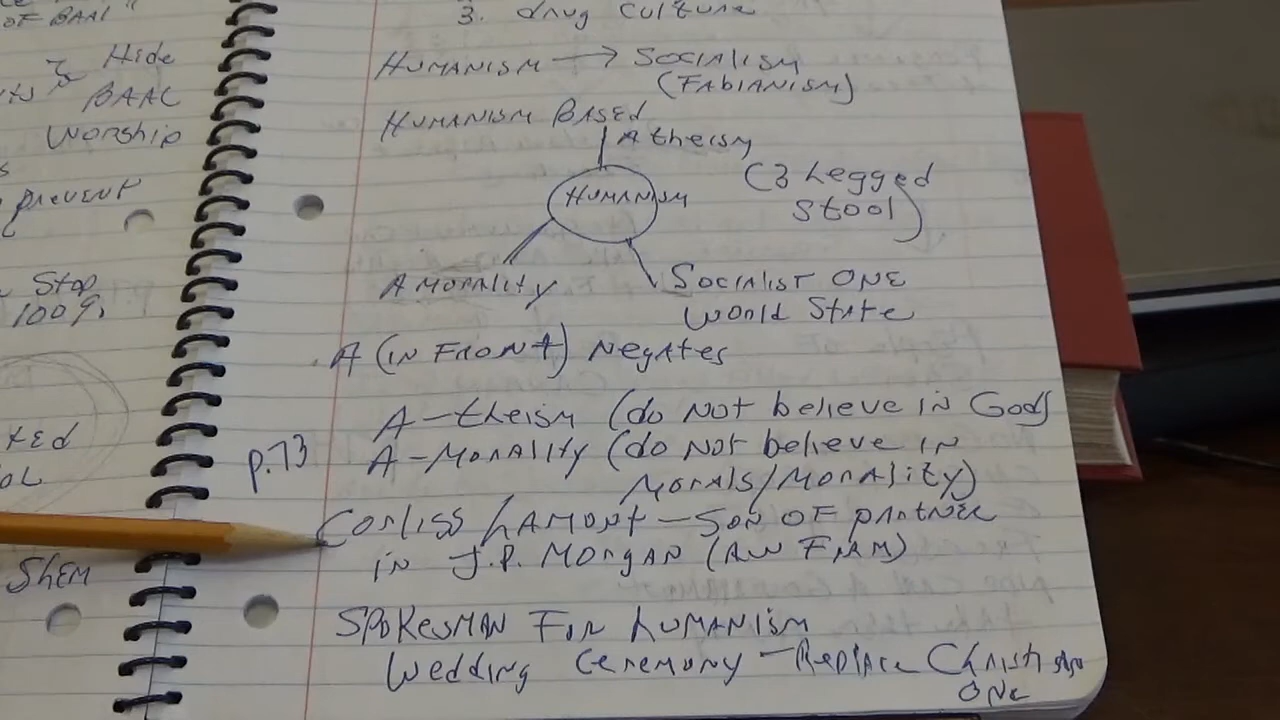 OF BAAL"
Hide
BAAL
Worship
prevent
Stop
100%
SHEM
3. drug culture
HUMANISM → SOCIALISM
(FABIANISM)
HUMANISM BASED
Atheism
HUMANISM
(3 Legged
Stool)
AMORALITY
SOCIALIST ONE
World State
A (IN FRONT) Negates
A-theism (do Not believe in God)
p.73
A-Morality (do Not believe in
Morals/Morality)
Corliss LAMONT - SON OF pArtner
in J.P. MORGAN (LAW FIRM)
SPOKESMAN FOR HUMANISM
Wedding Ceremony - Replace Christian
ONe